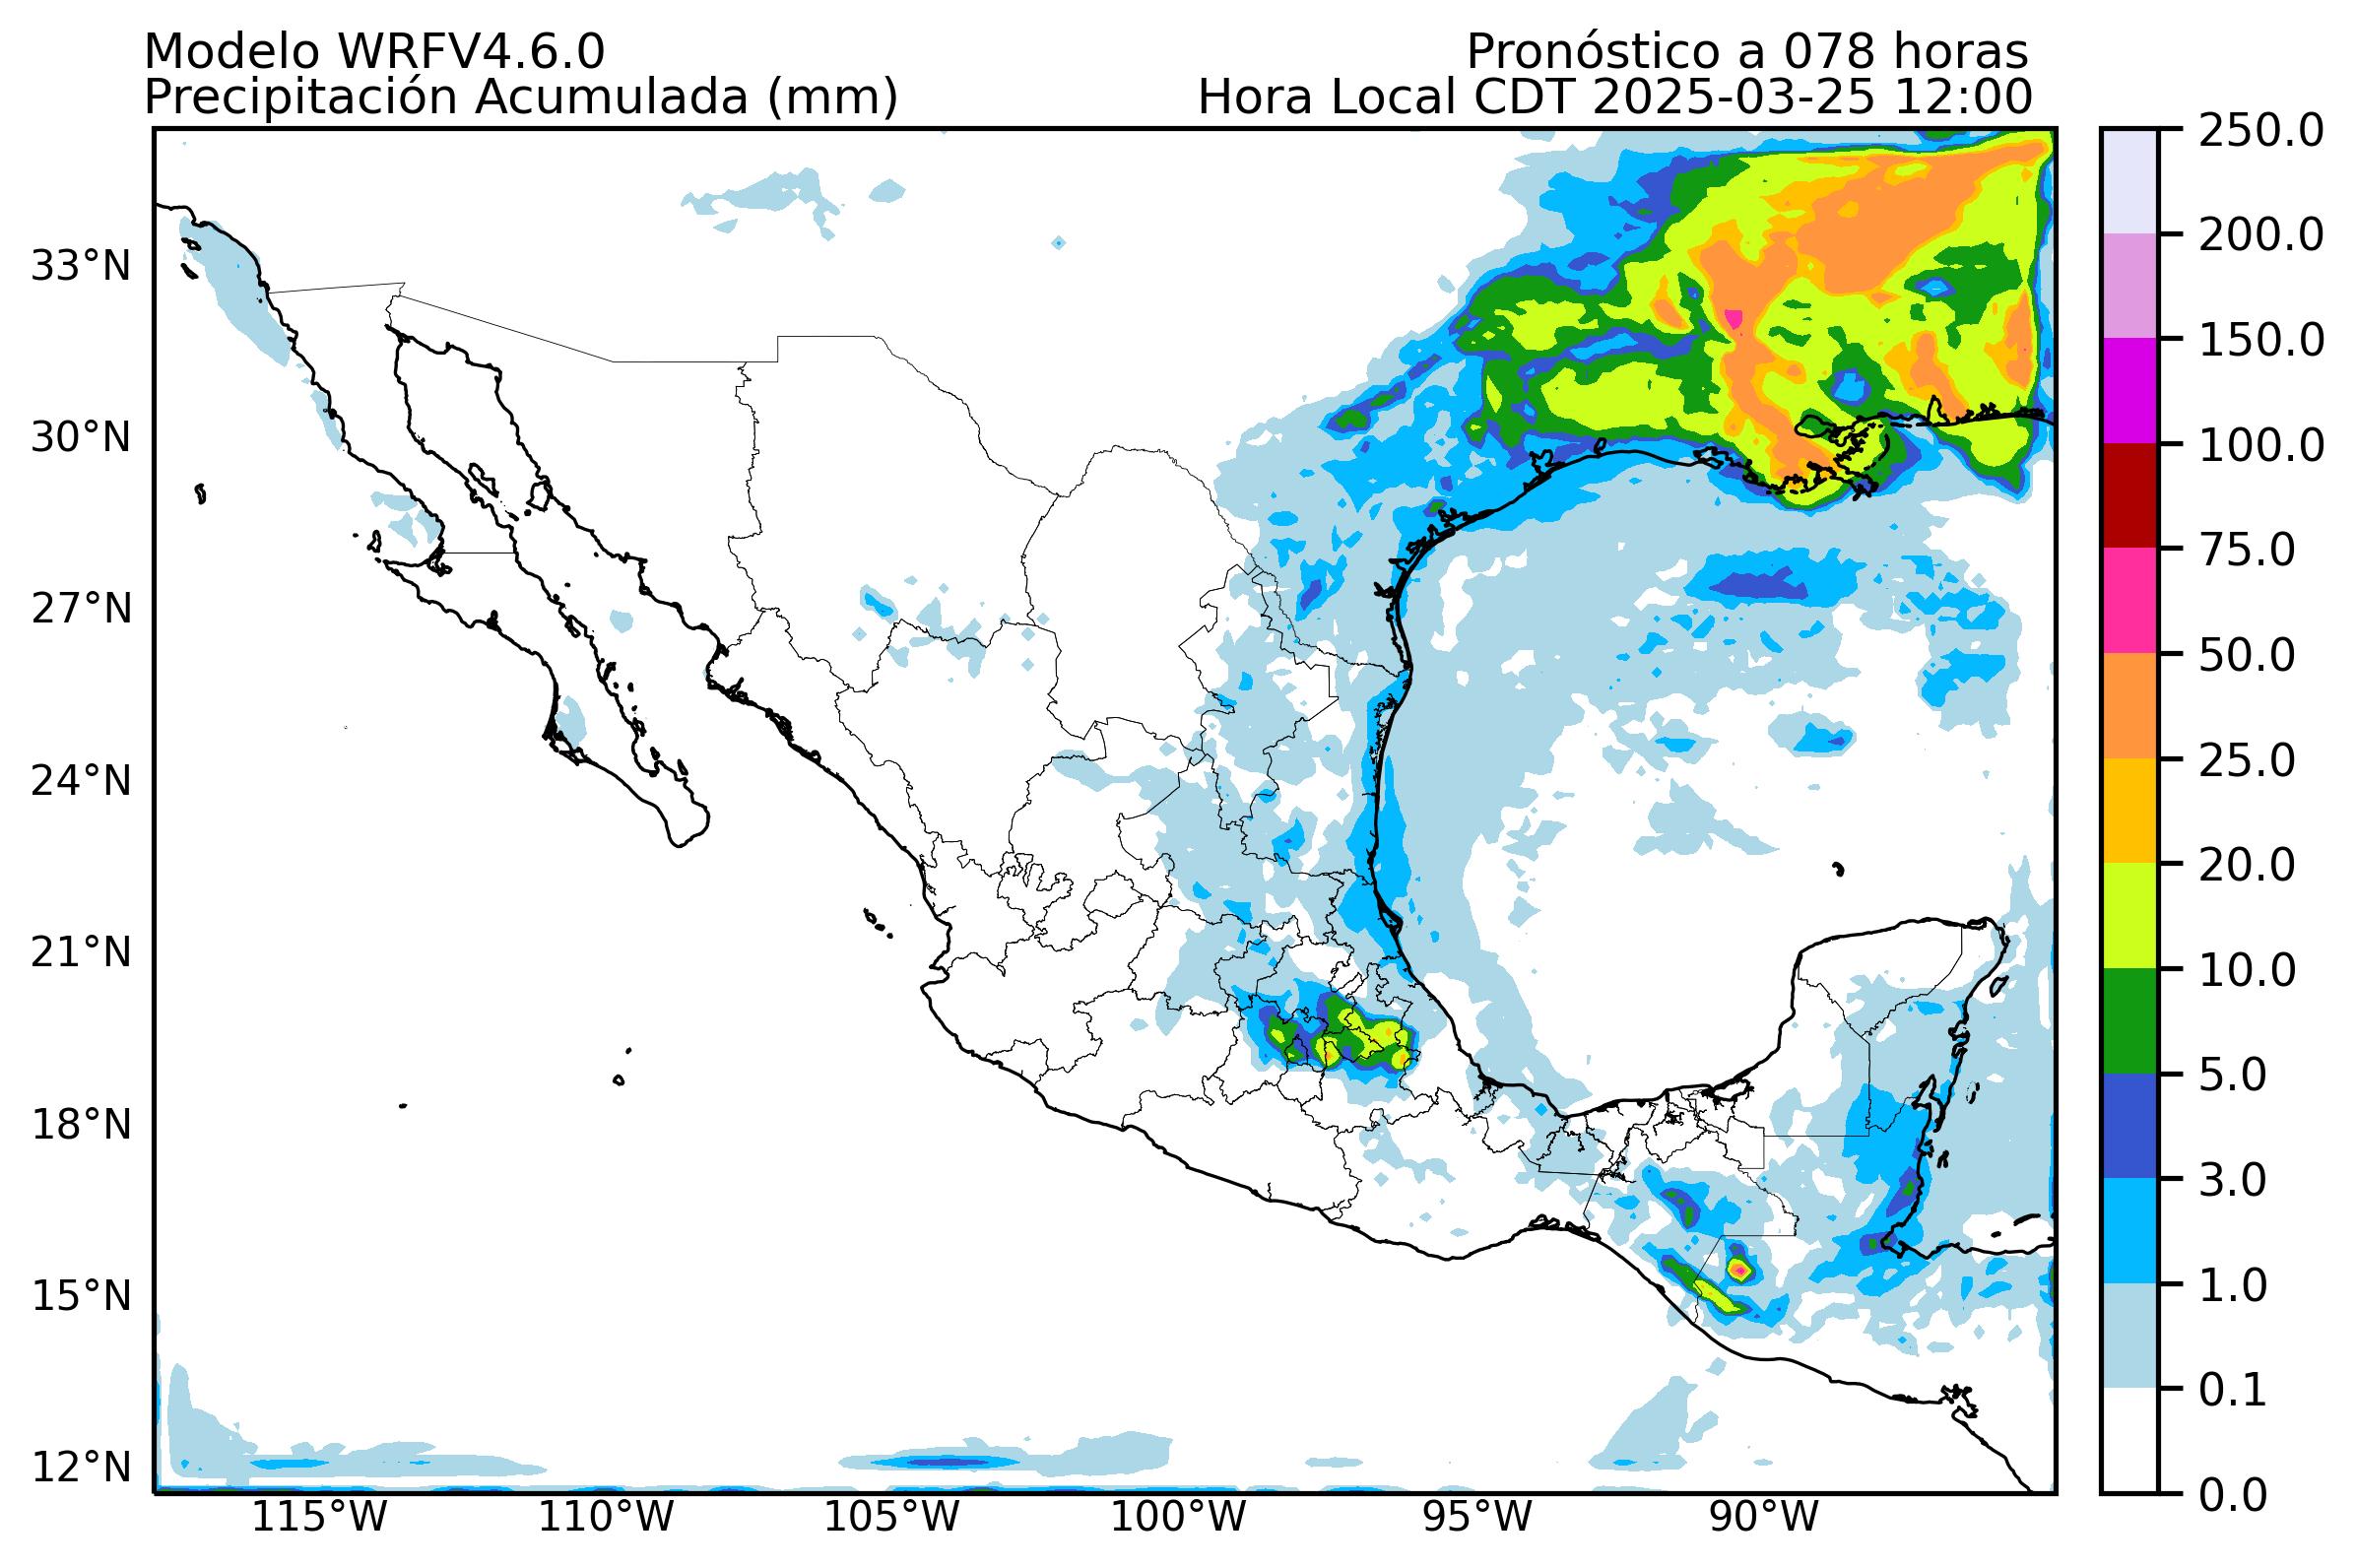 Modelo WRFV4.6.0
Pronóstico a 078 horas
Precipitación Acumulada (mm)
Hora Local CDT 2025-03-25 12:00
33°N
30°N
27°N
24°N
21°N
18°N
15°N
12°N
115°W
110°W
105°W
100°W
95°W
90°W
250.0
200.0
150.0
100.0
75.0
50.0
25.0
20.0
10.0
5.0
3.0
1.0
0.1
0.0